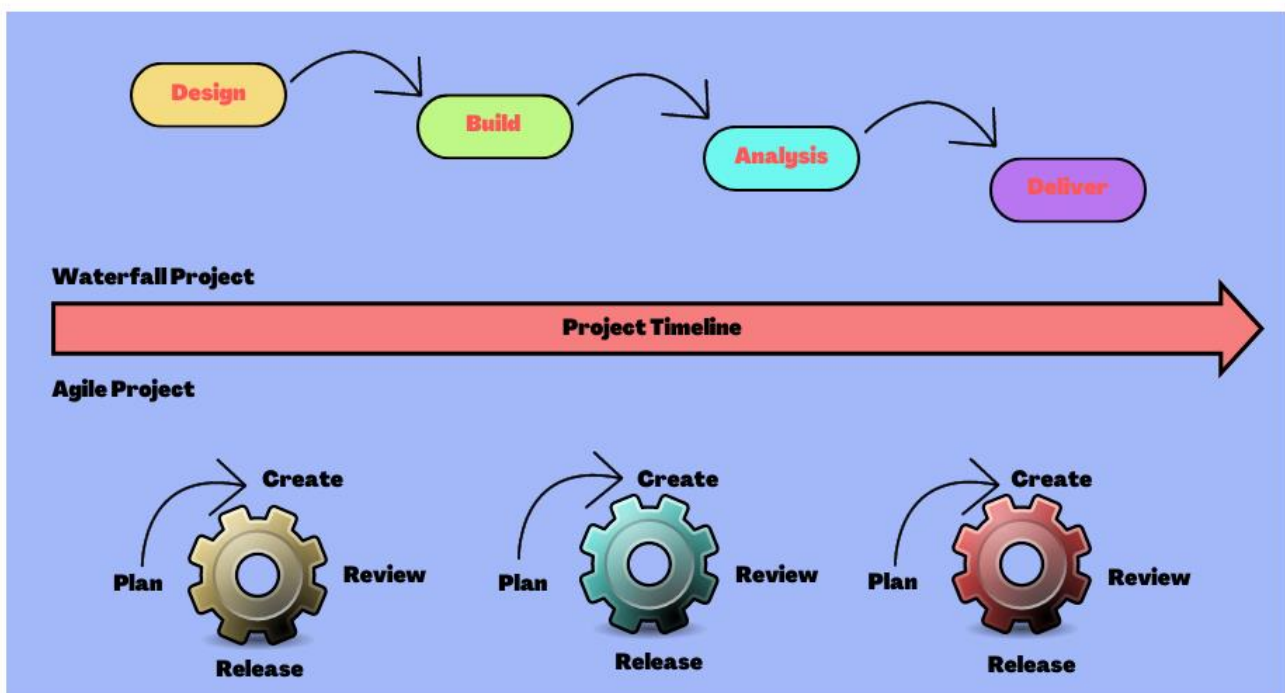 Design
Build
Analysis
Deliver
Waterfall Project
Project Timeline
Agile Project
Create
Plan
Review
Release
Create
Plan
Review
Release
Create
Plan
Review
Release